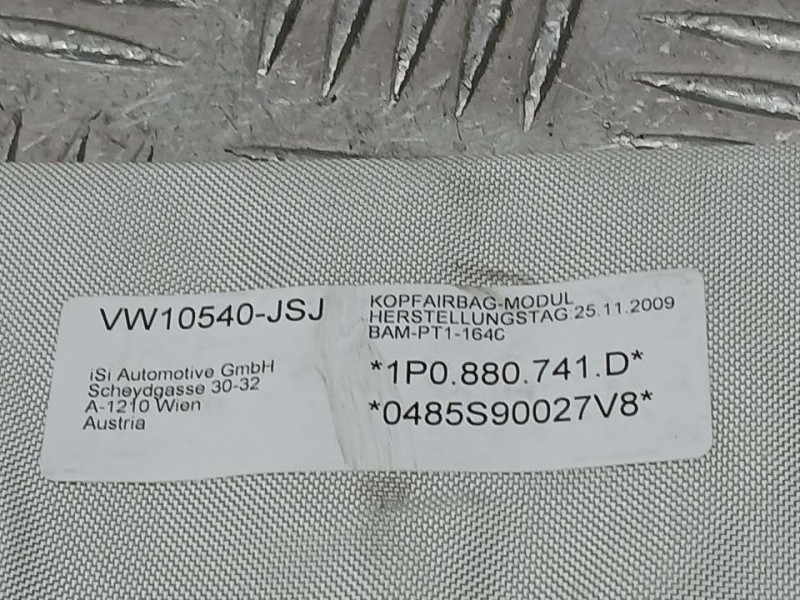 VW10540-JSJ
iSi Automotive GmbH
Scheydgasse 30-32
A-1210 Wien
Austria
KOPFAIRBAG-MODUL
HERSTELLUNGSTAG:25.11.2009
BAM-PT1-164C
*1P0.880.741.D*
*0485S90027V8*